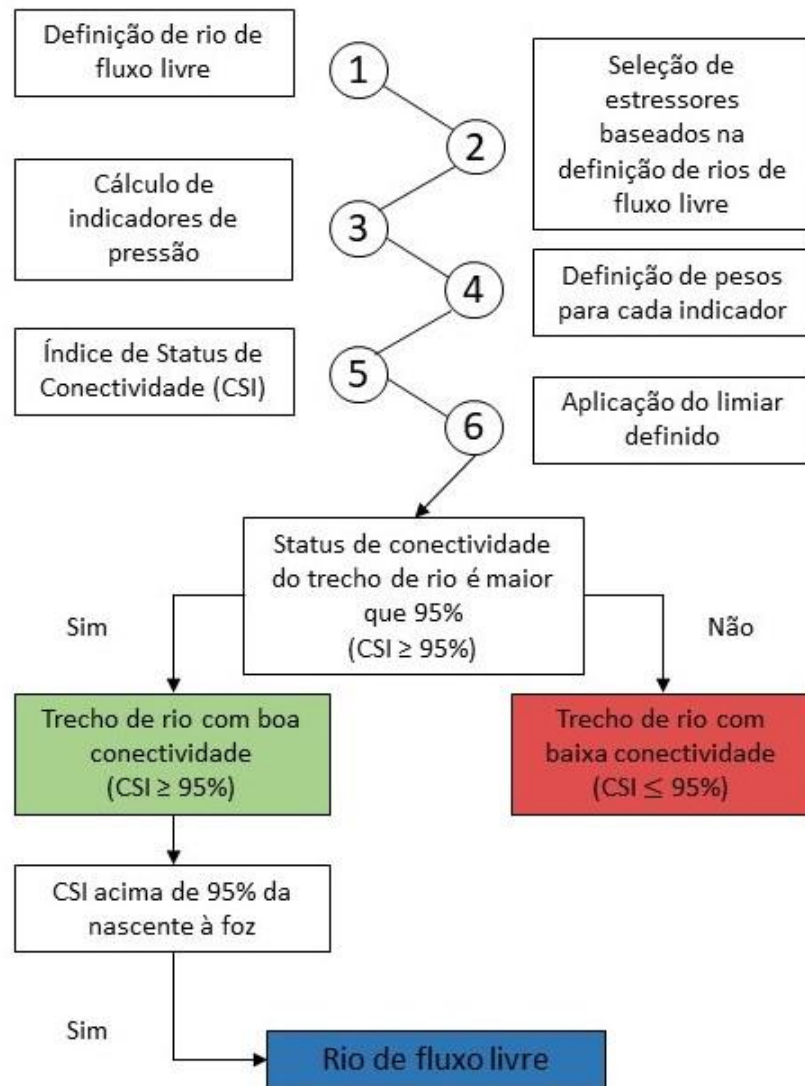 Definição de rio de
fluxo livre
1
Seleção de
estressores
baseados na
definição de rios de
fluxo livre
2
Cálculo de
indicadores de
pressão
3
4
Definição de pesos
para cada indicador
Índice de Status de
Conectividade (CSI)
5
6
Aplicação do limiar
definido
Status de conectividade
do trecho de rio é maior
que 95%
(CSI ≥ 95%)
Sim
Não
Trecho de rio com boa
conectividade
(CSI ≥ 95%)
Trecho de rio com
baixa conectividade
(CSI ≤ 95%)
CSI acima de 95% da
nascente à foz
Sim
Rio de fluxo livre